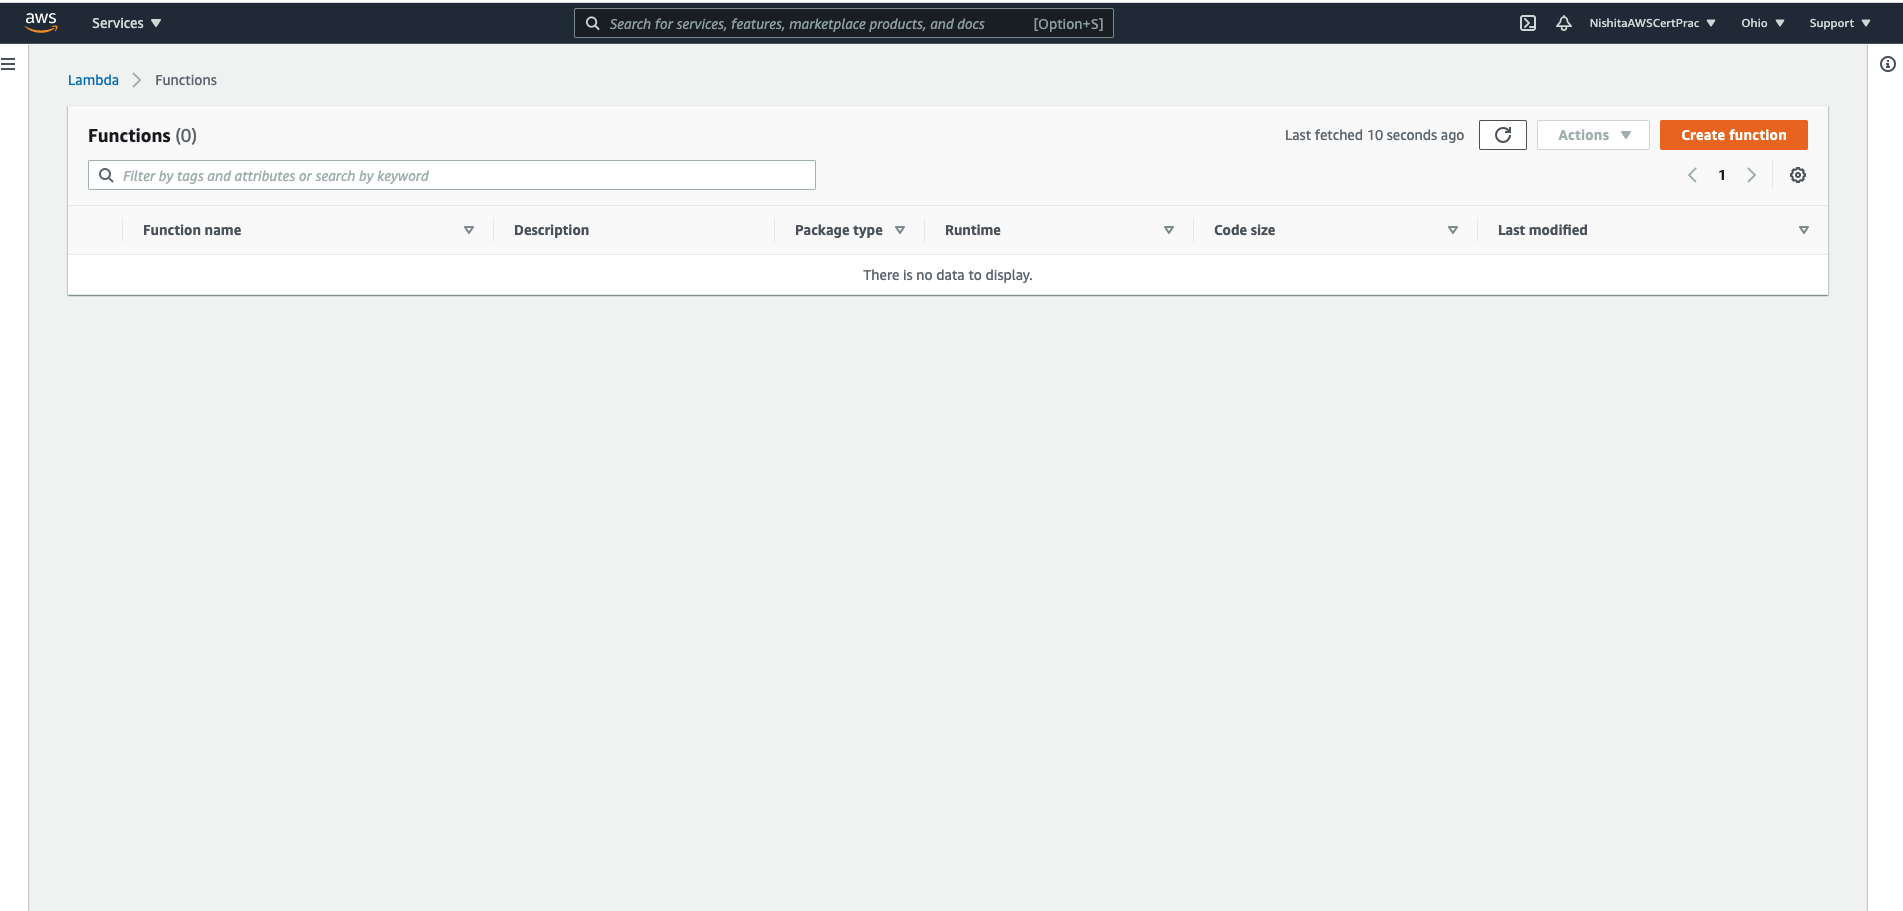 aws Services Search for services, features, marketplace products, and docs [Option+S] NishitaAWSCertPrac Ohio Support
Lambda Functions
Functions (0) Last fetched 10 seconds ago Actions Create function
Filter by tags and attributes or search by keyword 1
Function name Description Package type Runtime Code size Last modified
There is no data to display.